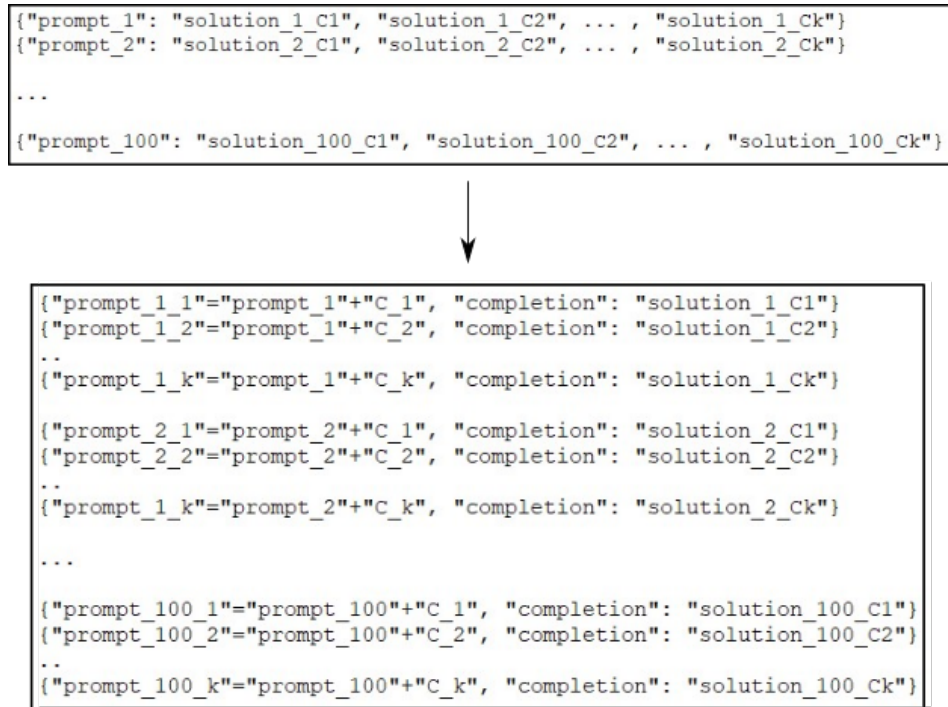 {"prompt_1": "solution_1_C1", "solution_1_C2", ... , "solution_1_Ck"}
{"prompt_2": "solution_2_C1", "solution_2_C2", ... , "solution_2_Ck"}
...
{"prompt_100": "solution_100_C1", "solution_100_C2", ... , "solution_100_Ck"}
{"prompt_1_1"="prompt_1"+"C_1", "completion": "solution_1_C1"}
{"prompt_1_2"="prompt_1"+"C_2", "completion": "solution_1_C2"}
..
{"prompt_1_k"="prompt_1"+"C_k", "completion": "solution_1_Ck"}
{"prompt_2_1"="prompt_2"+"C_1", "completion": "solution_2_C1"}
{"prompt_2_2"="prompt_2"+"C_2", "completion": "solution_2_C2"}
..
{"prompt_1_k"="prompt_2"+"C_k", "completion": "solution_2_Ck"}
...
{"prompt_100_1"="prompt_100"+"C_1", "completion": "solution_100_C1"}
{"prompt_100_2"="prompt_100"+"C_2", "completion": "solution_100_C2"}
..
{"prompt_100_k"="prompt_100"+"C_k", "completion": "solution_100_Ck"}